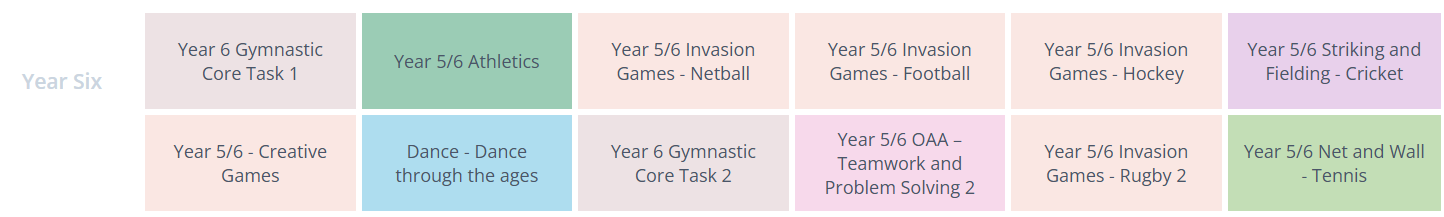 Year Six
Year 6 Gymnastic
Core Task 1
Year 5/6 Athletics
Year 5/6 Invasion
Games - Netball
Year 5/6 Invasion
Games - Football
Year 5/6 Invasion
Games - Hockey
Year 5/6 Striking and
Fielding - Cricket
Year 5/6 - Creative
Games
Dance - Dance
through the ages
Year 6 Gymnastic
Core Task 2
Year 5/6 OAA –
Teamwork and
Problem Solving 2
Year 5/6 Invasion
Games - Rugby 2
Year 5/6 Net and Wall
- Tennis